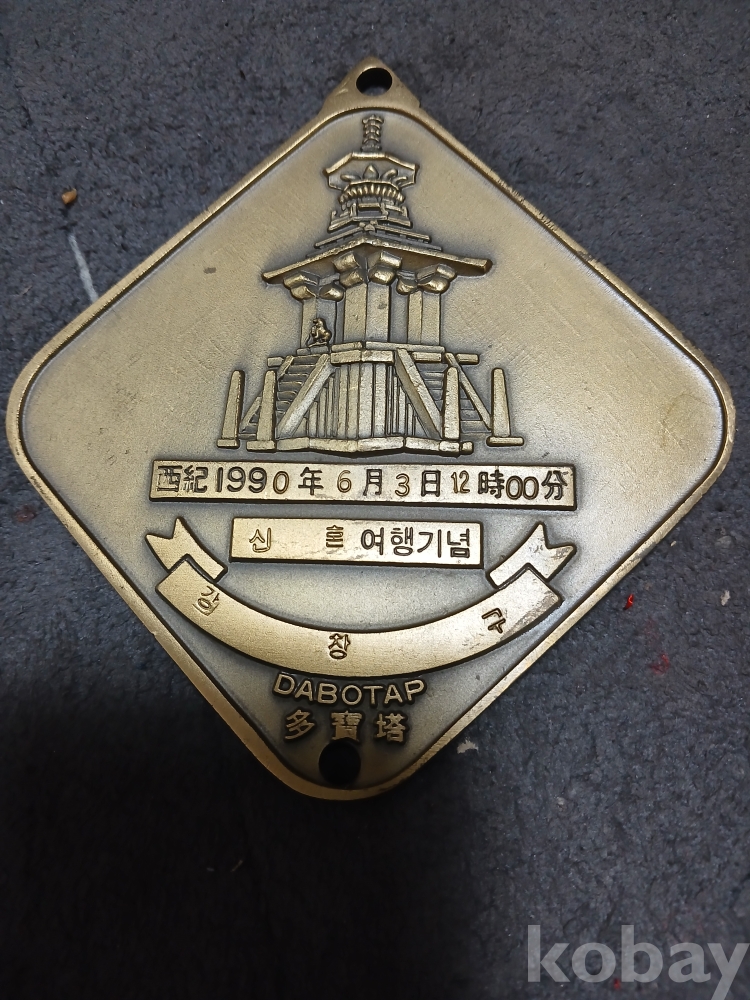 西紀1990年6月3日12時00分
신혼 여행기념
강창구
DABOTAP
多寶塔
kobay